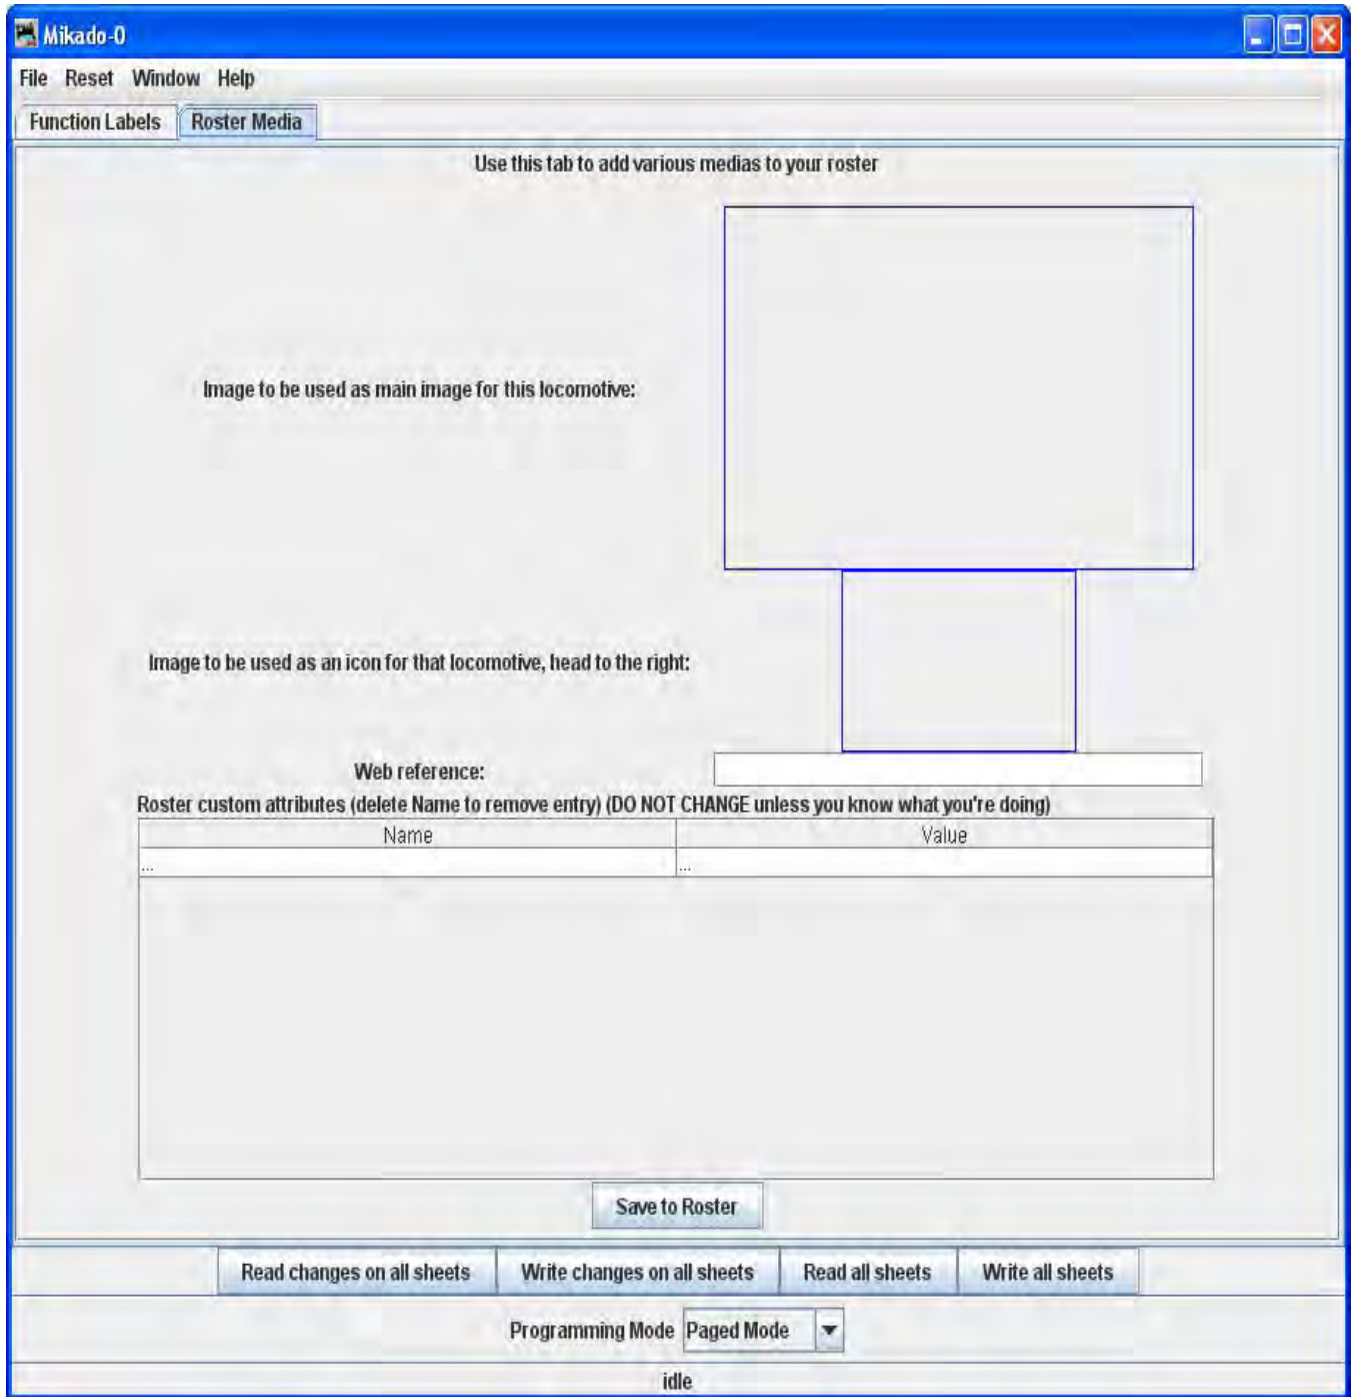 Mikado-0
File Reset Window Help
Function Labels Roster Media
Use this tab to add various medias to your roster
Image to be used as main image for this locomotive:
Image to be used as an icon for that locomotive, head to the right:
Web reference:
Roster custom attributes (delete Name to remove entry) (DO NOT CHANGE unless you know what you're doing)
Name Value
... ...
Save to Roster
Read changes on all sheets Write changes on all sheets Read all sheets Write all sheets
Programming Mode Paged Mode
idle